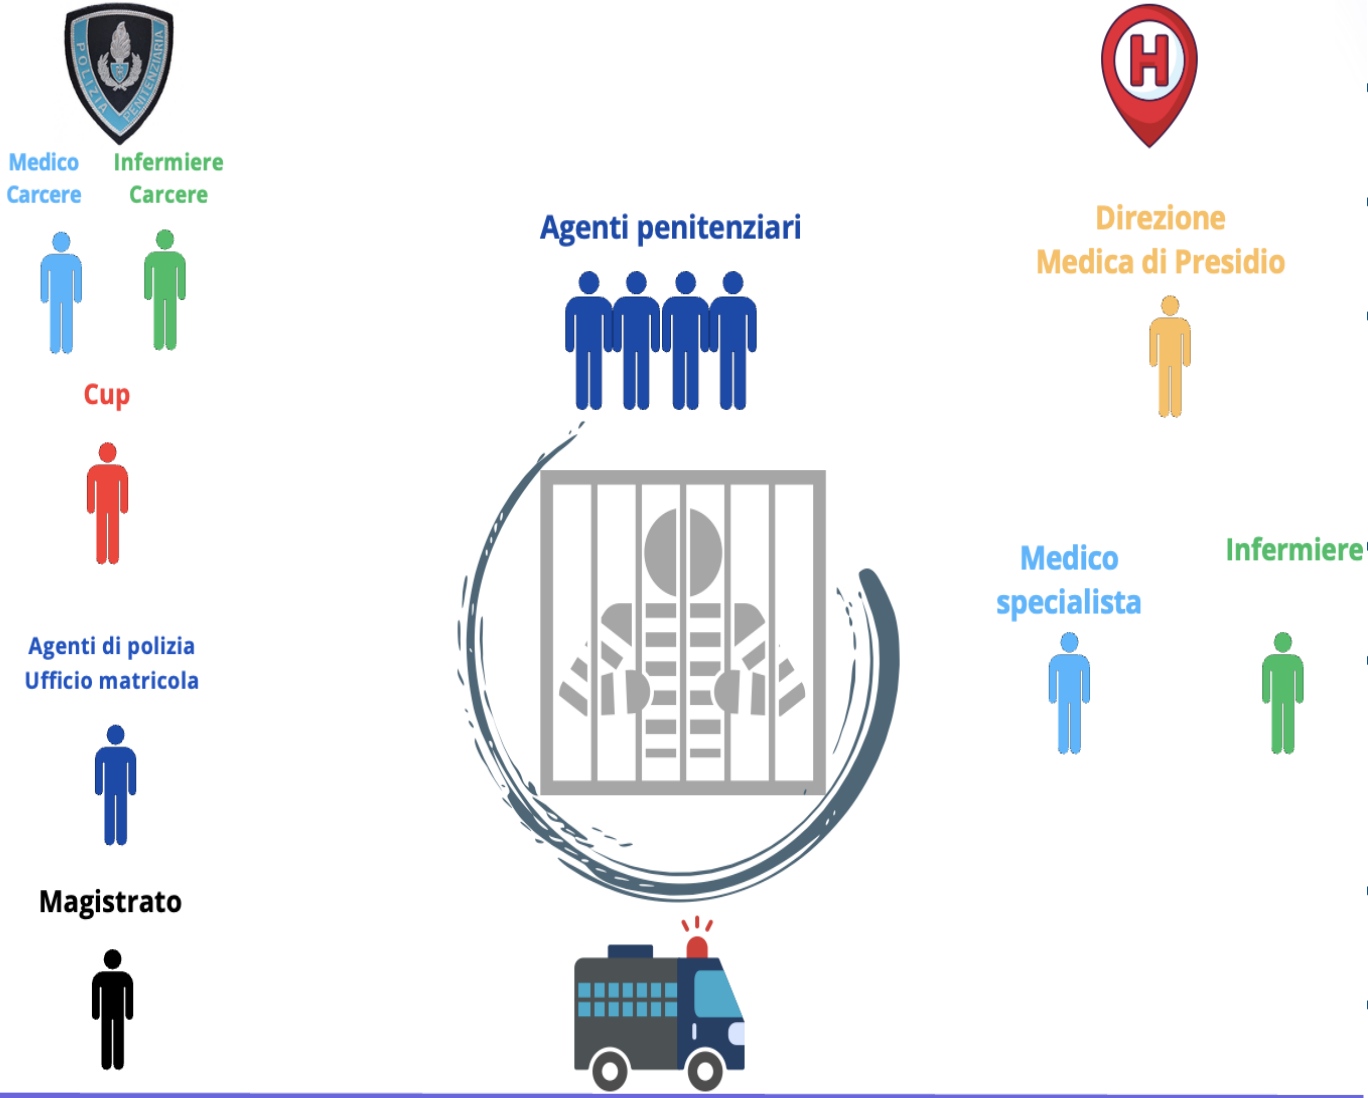 POLIZIA PENITENZIARIA
H
Medico
Carcere
Infermiere
Carcere
Cup
Agenti di polizia
Ufficio matricola
Magistrato
Agenti penitenziari
Direzione
Medica di Presidio
Medico
specialista
Infermiere